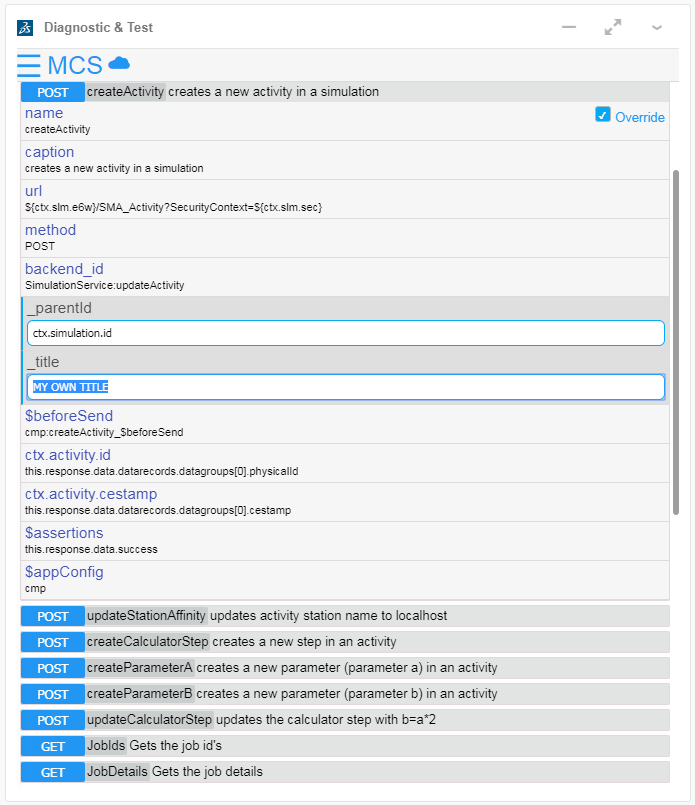 Diagnostic & Test
MCS
POST createActivity creates a new activity in a simulation
name
Override
createActivity
caption
creates a new activity in a simulation
url
${ctx.slm.e6w}/SMA_Activity?SecurityContext=${ctx.slm.sec}
method
POST
backend_id
SimulationService:updateActivity
_parentId
ctx.simulation.id
_title
MY OWN TITLE
$beforeSend
cmp:createActivity_$beforeSend
ctx.activity.id
this.response.data.datarecords.datagroups[0].physicalId
ctx.activity.cestamp
this.response.data.datarecords.datagroups[0].cestamp
$assertions
this.response.data.success
$appConfig
cmp
POST updateStationAffinity updates activity station name to localhost
POST createCalculatorStep creates a new step in an activity
POST createParameterA creates a new parameter (parameter a) in an activity
POST createParameterB creates a new parameter (parameter b) in an activity
POST updateCalculatorStep updates the calculator step with b=a*2
GET JobIds Gets the job id's
GET JobDetails Gets the job details